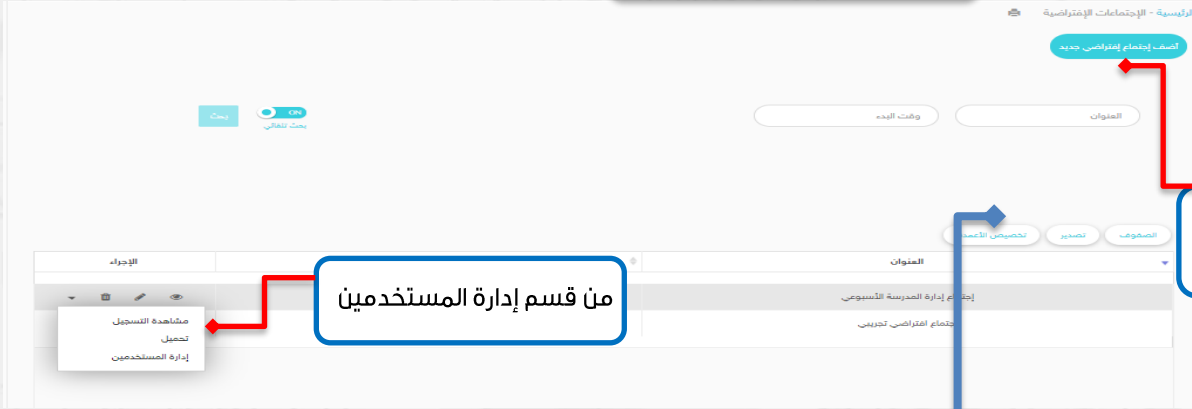 الرئيسية - الإجتماعات الإفتراضية
أضف إجتماع إفتراضي جديد
العنوان
وقت البدء
ON
بحث تلقائي
بحث
الصفوف
تصدير
تخصيص الأعمدة
العنوان
الإجراء
إجتماع إدارة المدرسة الأسبوعي
اجتماع افتراضي تجريبي
من قسم إدارة المستخدمين
مشاهدة التسجيل
تحميل
إدارة المستخدمين